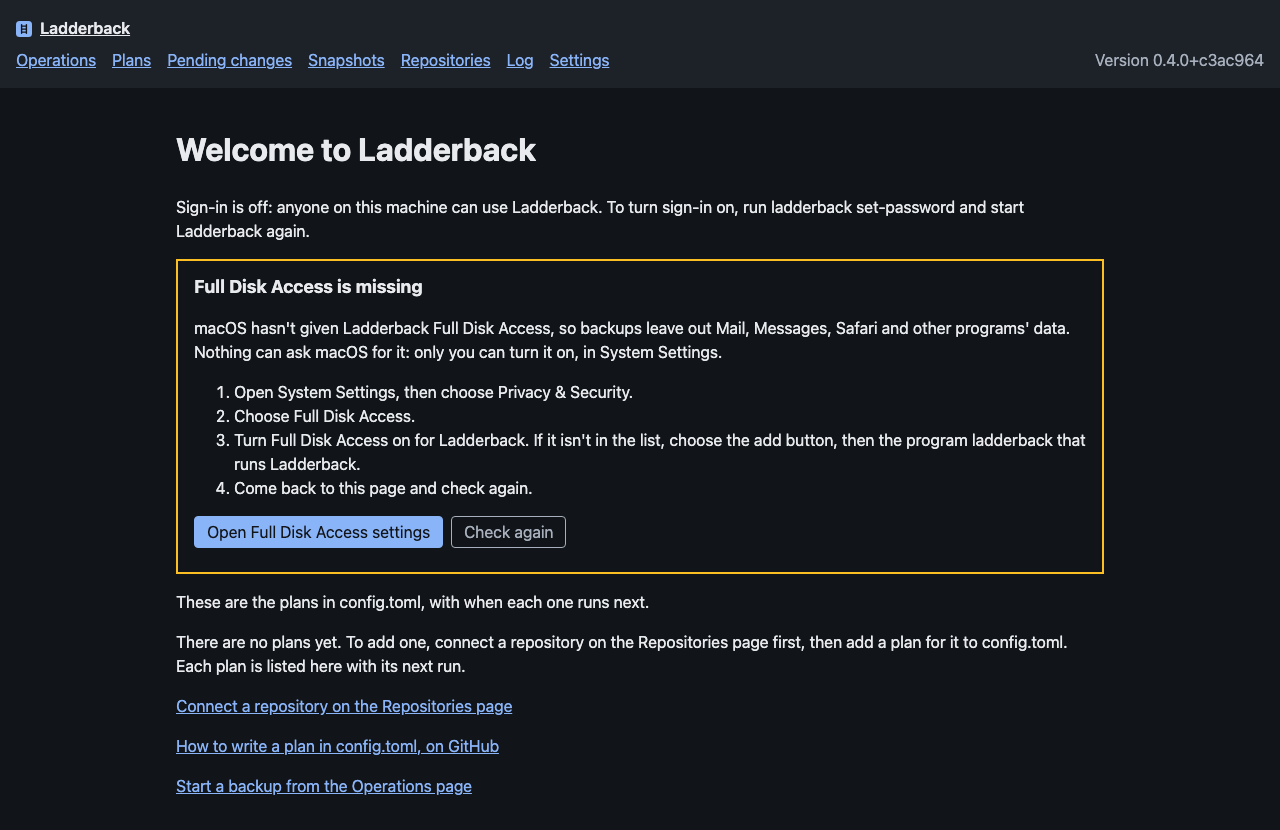 Ladderback
Operations Plans Pending changes Snapshots Repositories Log Settings Version 0.4.0+c3ac964
Welcome to Ladderback
Sign-in is off: anyone on this machine can use Ladderback. To turn sign-in on, run ladderback set-password and start
Ladderback again.
Full Disk Access is missing
macOS hasn't given Ladderback Full Disk Access, so backups leave out Mail, Messages, Safari and other programs' data.
Nothing can ask macOS for it: only you can turn it on, in System Settings.
1. Open System Settings, then choose Privacy & Security.
2. Choose Full Disk Access.
3. Turn Full Disk Access on for Ladderback. If it isn't in the list, choose the add button, then the program ladderback that
runs Ladderback.
4. Come back to this page and check again.
Open Full Disk Access settings Check again
These are the plans in config.toml, with when each one runs next.
There are no plans yet. To add one, connect a repository on the Repositories page first, then add a plan for it to config.toml.
Each plan is listed here with its next run.
Connect a repository on the Repositories page
How to write a plan in config.toml, on GitHub
Start a backup from the Operations page